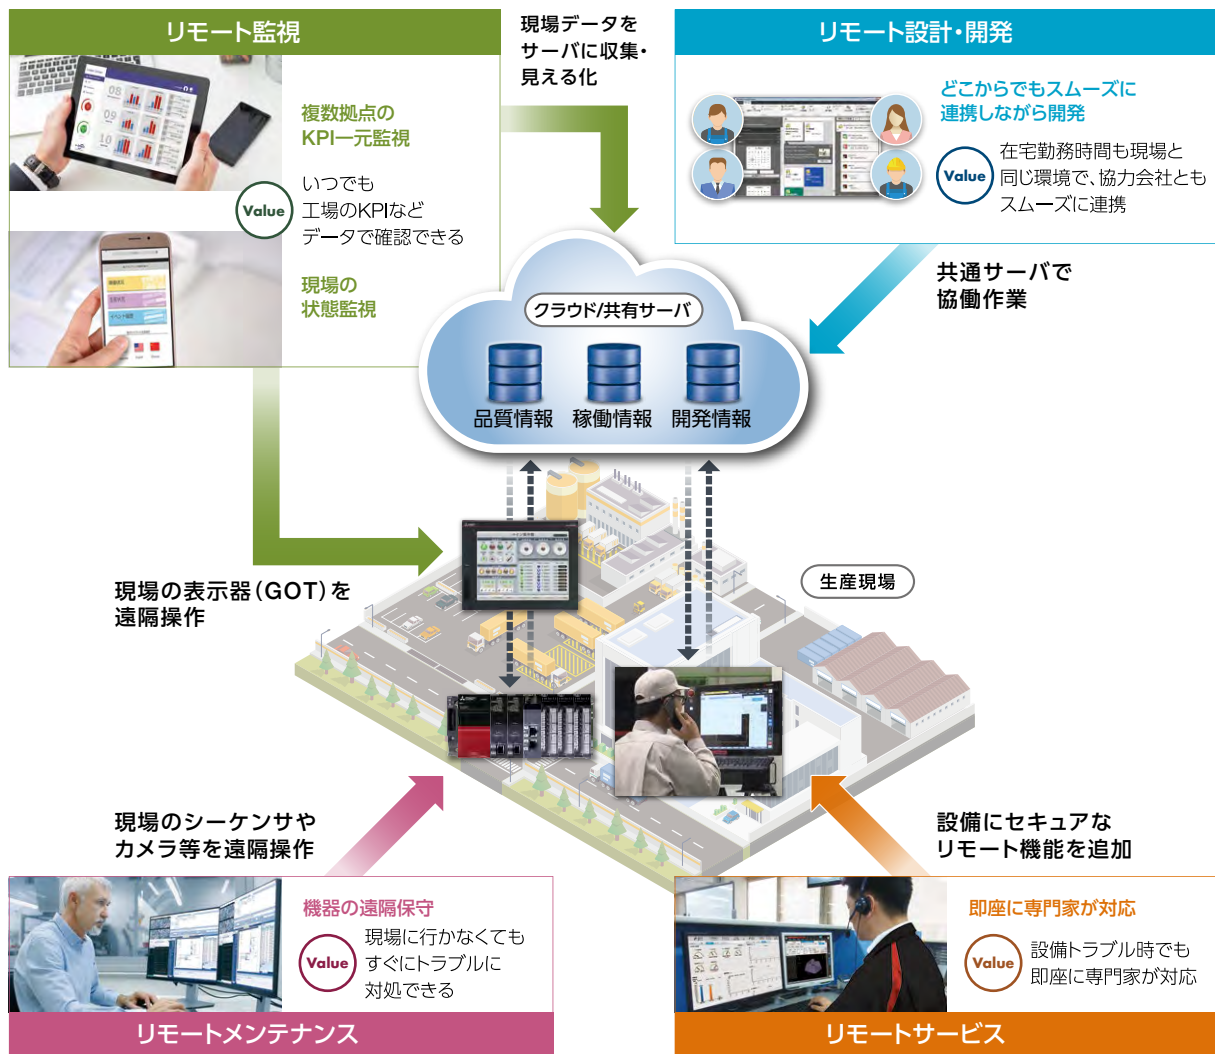 リモート監視
複数拠点の
KPI一元監視
Value
いつでも
工場のKPIなど
データで確認できる
現場の
状態監視
現場データを
サーバに収集・
見える化
リモート設計・開発
どこからでもスムーズに
連携しながら開発
Value
在宅勤務時間も現場と
同じ環境で、協力会社とも
スムーズに連携
共通サーバで
協働作業
クラウド/共有サーバ
品質情報 稼働情報 開発情報
現場の表示器(GOT)を
遠隔操作
生産現場
現場のシーケンサや
カメラ等を遠隔操作
設備にセキュアな
リモート機能を追加
機器の遠隔保守
Value
現場に行かなくても
すぐにトラブルに
対処できる
リモートメンテナンス
即座に専門家が対応
Value
設備トラブル時でも
即座に専門家が対応
リモートサービス